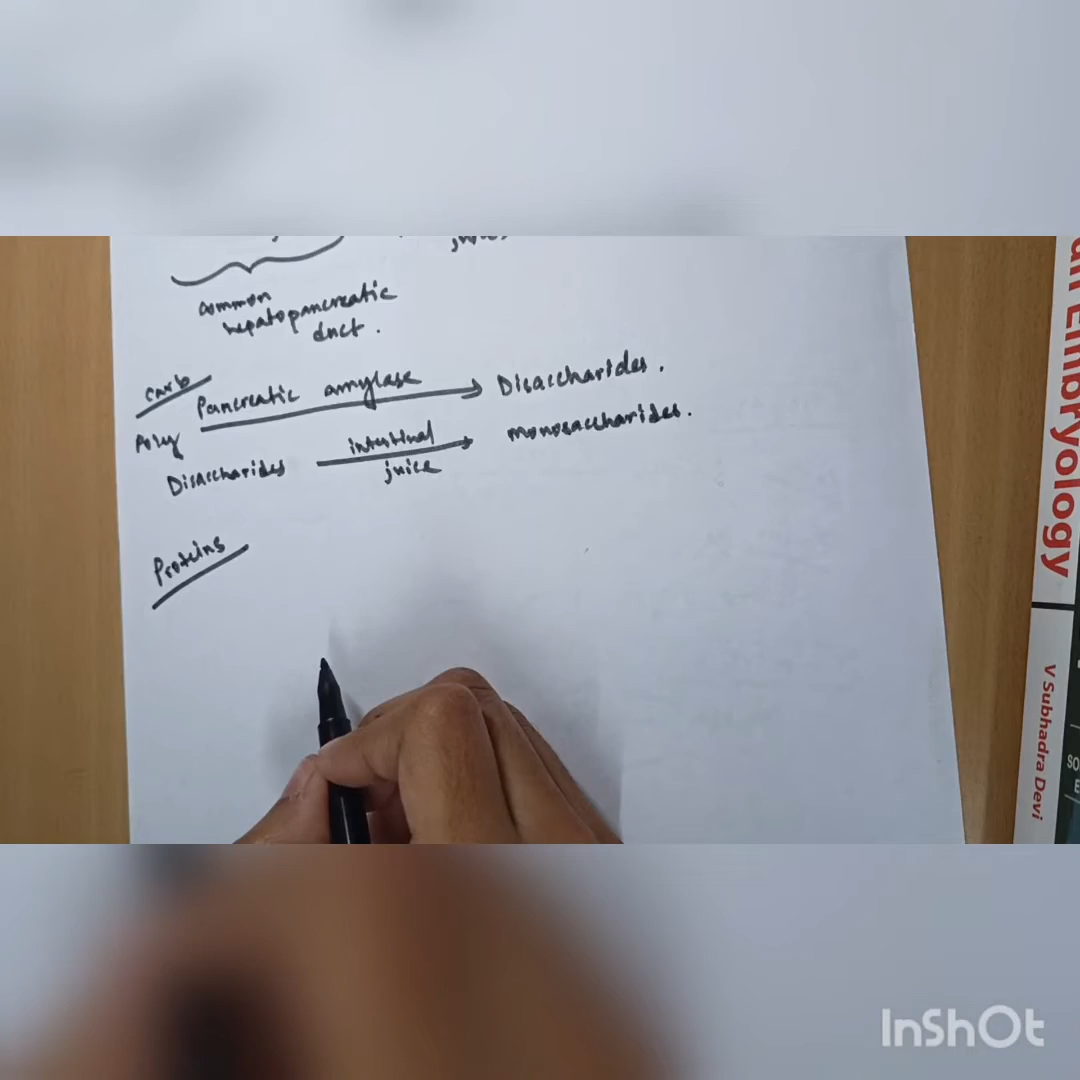 common
hepatopancreatic
duct.
Carb
Pancreatic amylase
Disaccharides.
Poly
Disaccharides
intestinal
juice
monosaccharides.
Proteins
Embryology
V Subhadra Devi
InShOt